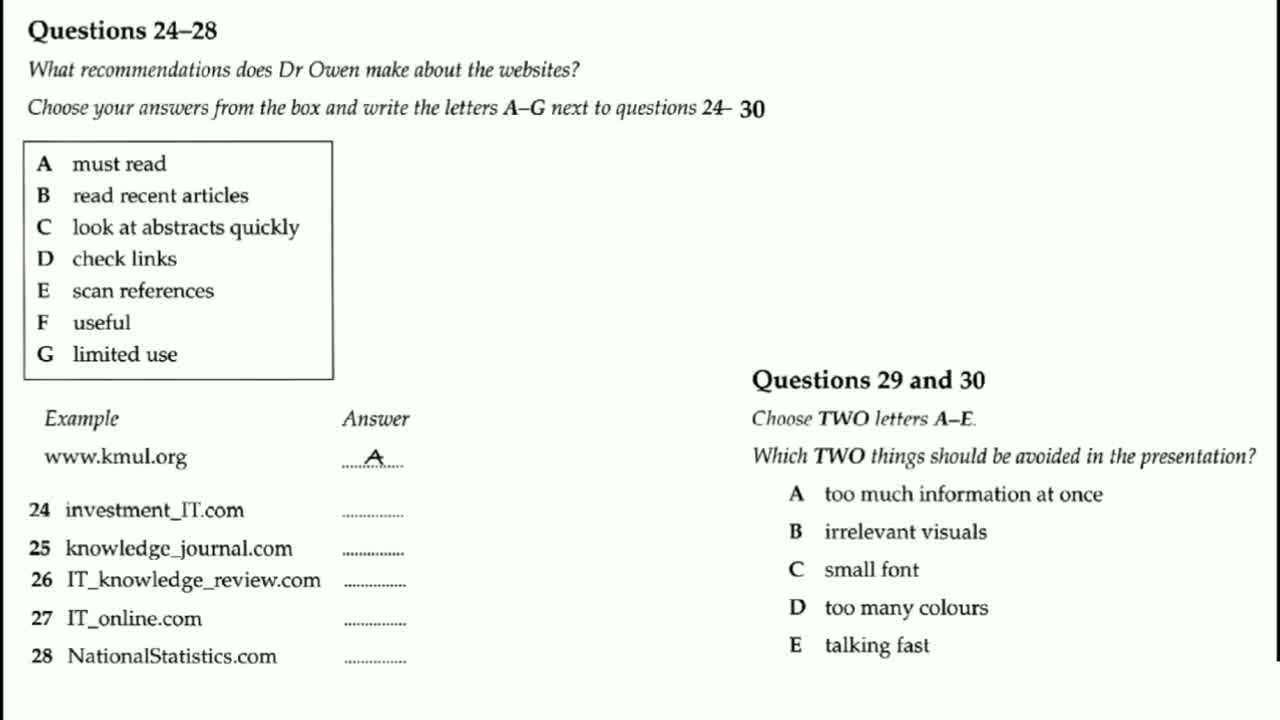 Questions 24–28
What recommendations does Dr Owen make about the websites?
Choose your answers from the box and write the letters A–G next to questions 24– 30
A must read
B read recent articles
C look at abstracts quickly
D check links
E scan references
F useful
G limited use
Example Answer
www.kmul.org ........A........
24 investment_IT.com ...............
25 knowledge_journal.com ...............
26 IT_knowledge_review.com ...............
27 IT_online.com ...............
28 NationalStatistics.com ...............
Questions 29 and 30
Choose TWO letters A–E.
Which TWO things should be avoided in the presentation?
A too much information at once
B irrelevant visuals
C small font
D too many colours
E talking fast